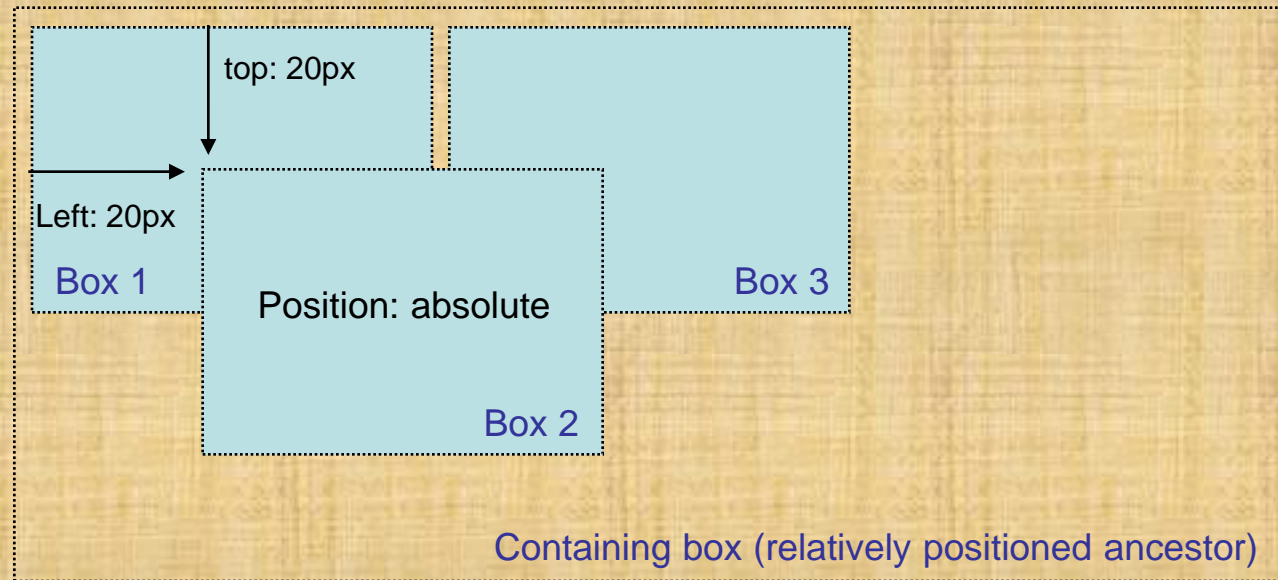 top: 20px
Left: 20px
Box 1
Box 3
Position: absolute
Box 2
Containing box (relatively positioned ancestor)